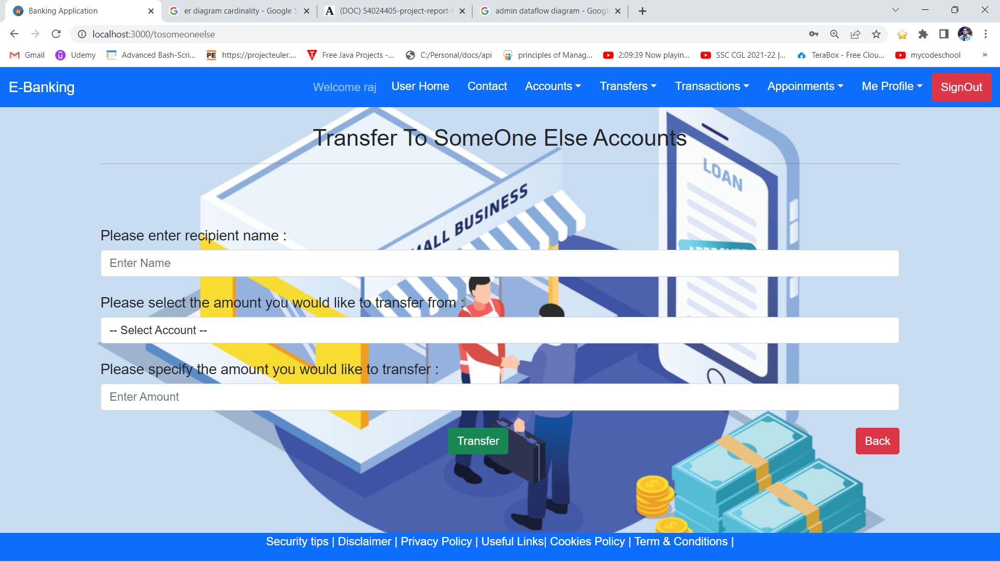 Banking Application
er diagram cardinality - Google S
(DOC) 54024405-project-report-b
admin dataflow diagram - Google
localhost:3000/tosomeoneelse
Gmail
Udemy
Advanced Bash-Scri...
PE https://projecteuler....
Free Java Projects -...
C:/Personal/docs/api
principles of Manag...
2:09:39 Now playin...
SSC CGL 2021-22 |...
TeraBox - Free Clou...
mycodeschool
»
E-Banking
Welcome raj
User Home
Contact
Accounts
Transfers
Transactions
Appoinments
Me Profile
SignOut
Transfer To SomeOne Else Accounts
LOAN
MALL BUSINESS
Please enter recipient name :
Enter Name
Please select the amount you would like to transfer from :
-- Select Account --
Please specify the amount you would like to transfer :
Enter Amount
Transfer
Back
Security tips | Disclaimer | Privacy Policy | Useful Links| Cookies Policy | Term & Conditions |